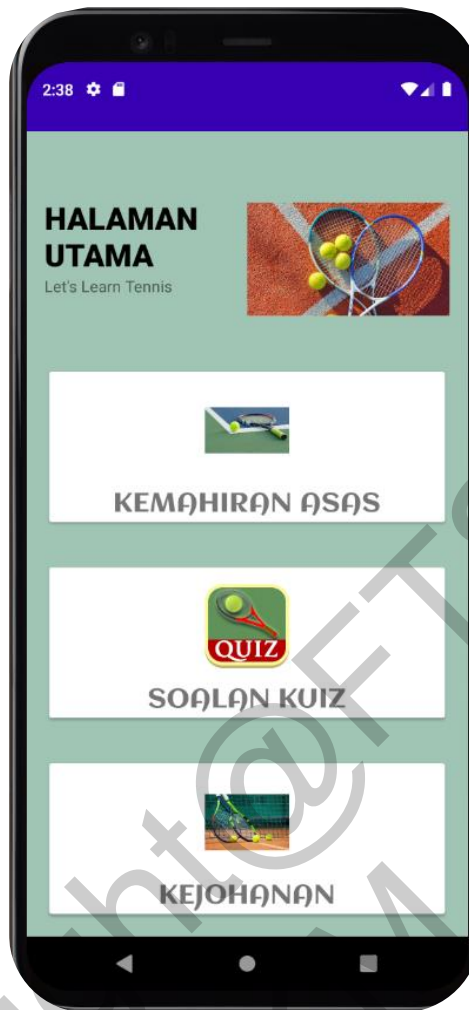 2:38
HALAMAN
UTAMA
Let's Learn Tennis
KEMAHIRAN ASAS
QUIZ
SOALAN KUIZ
KEJOHANAN